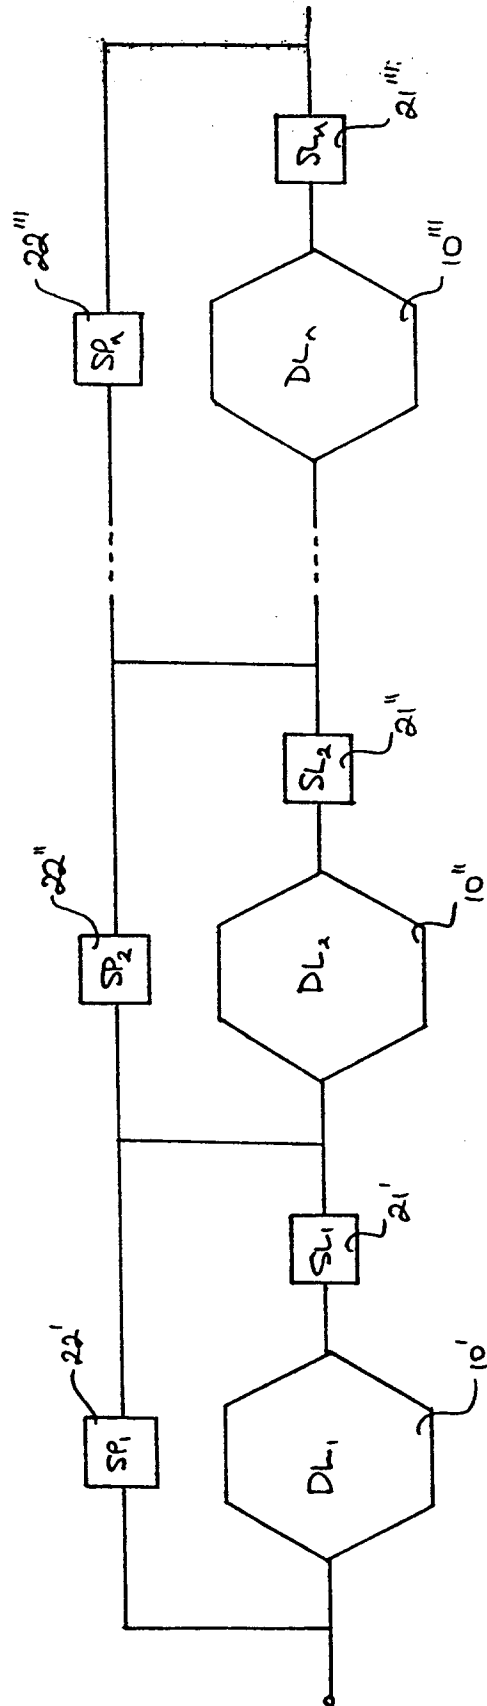 22'
22"
22'''
SP1
SP2
SPn
DL1
SL1
DL2
SL2
DLn
SLn
10'
21'
10"
21"
10'''
21'''